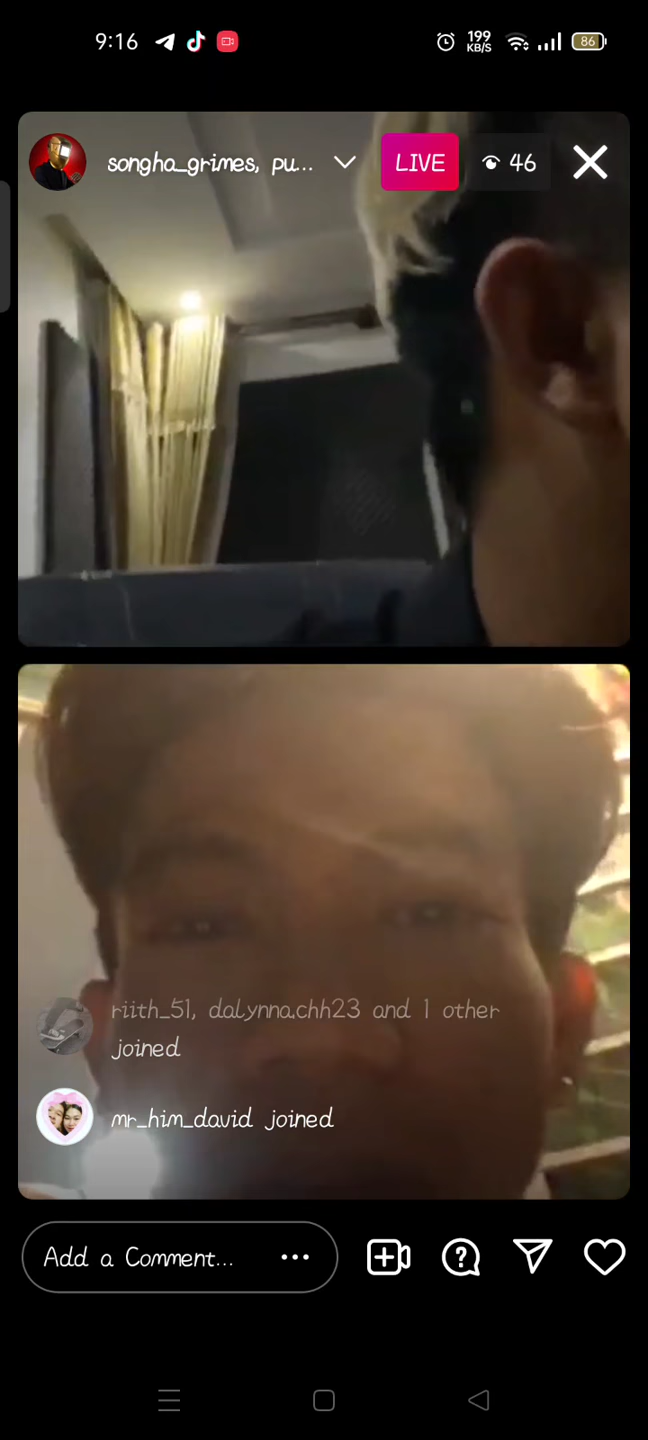 9:16
199
KB/S
86
songha_grimes, pu...
LIVE
46
riith_51, dalynna.chh23 and 1 other
joined
mr_him_david joined
Add a Comment...